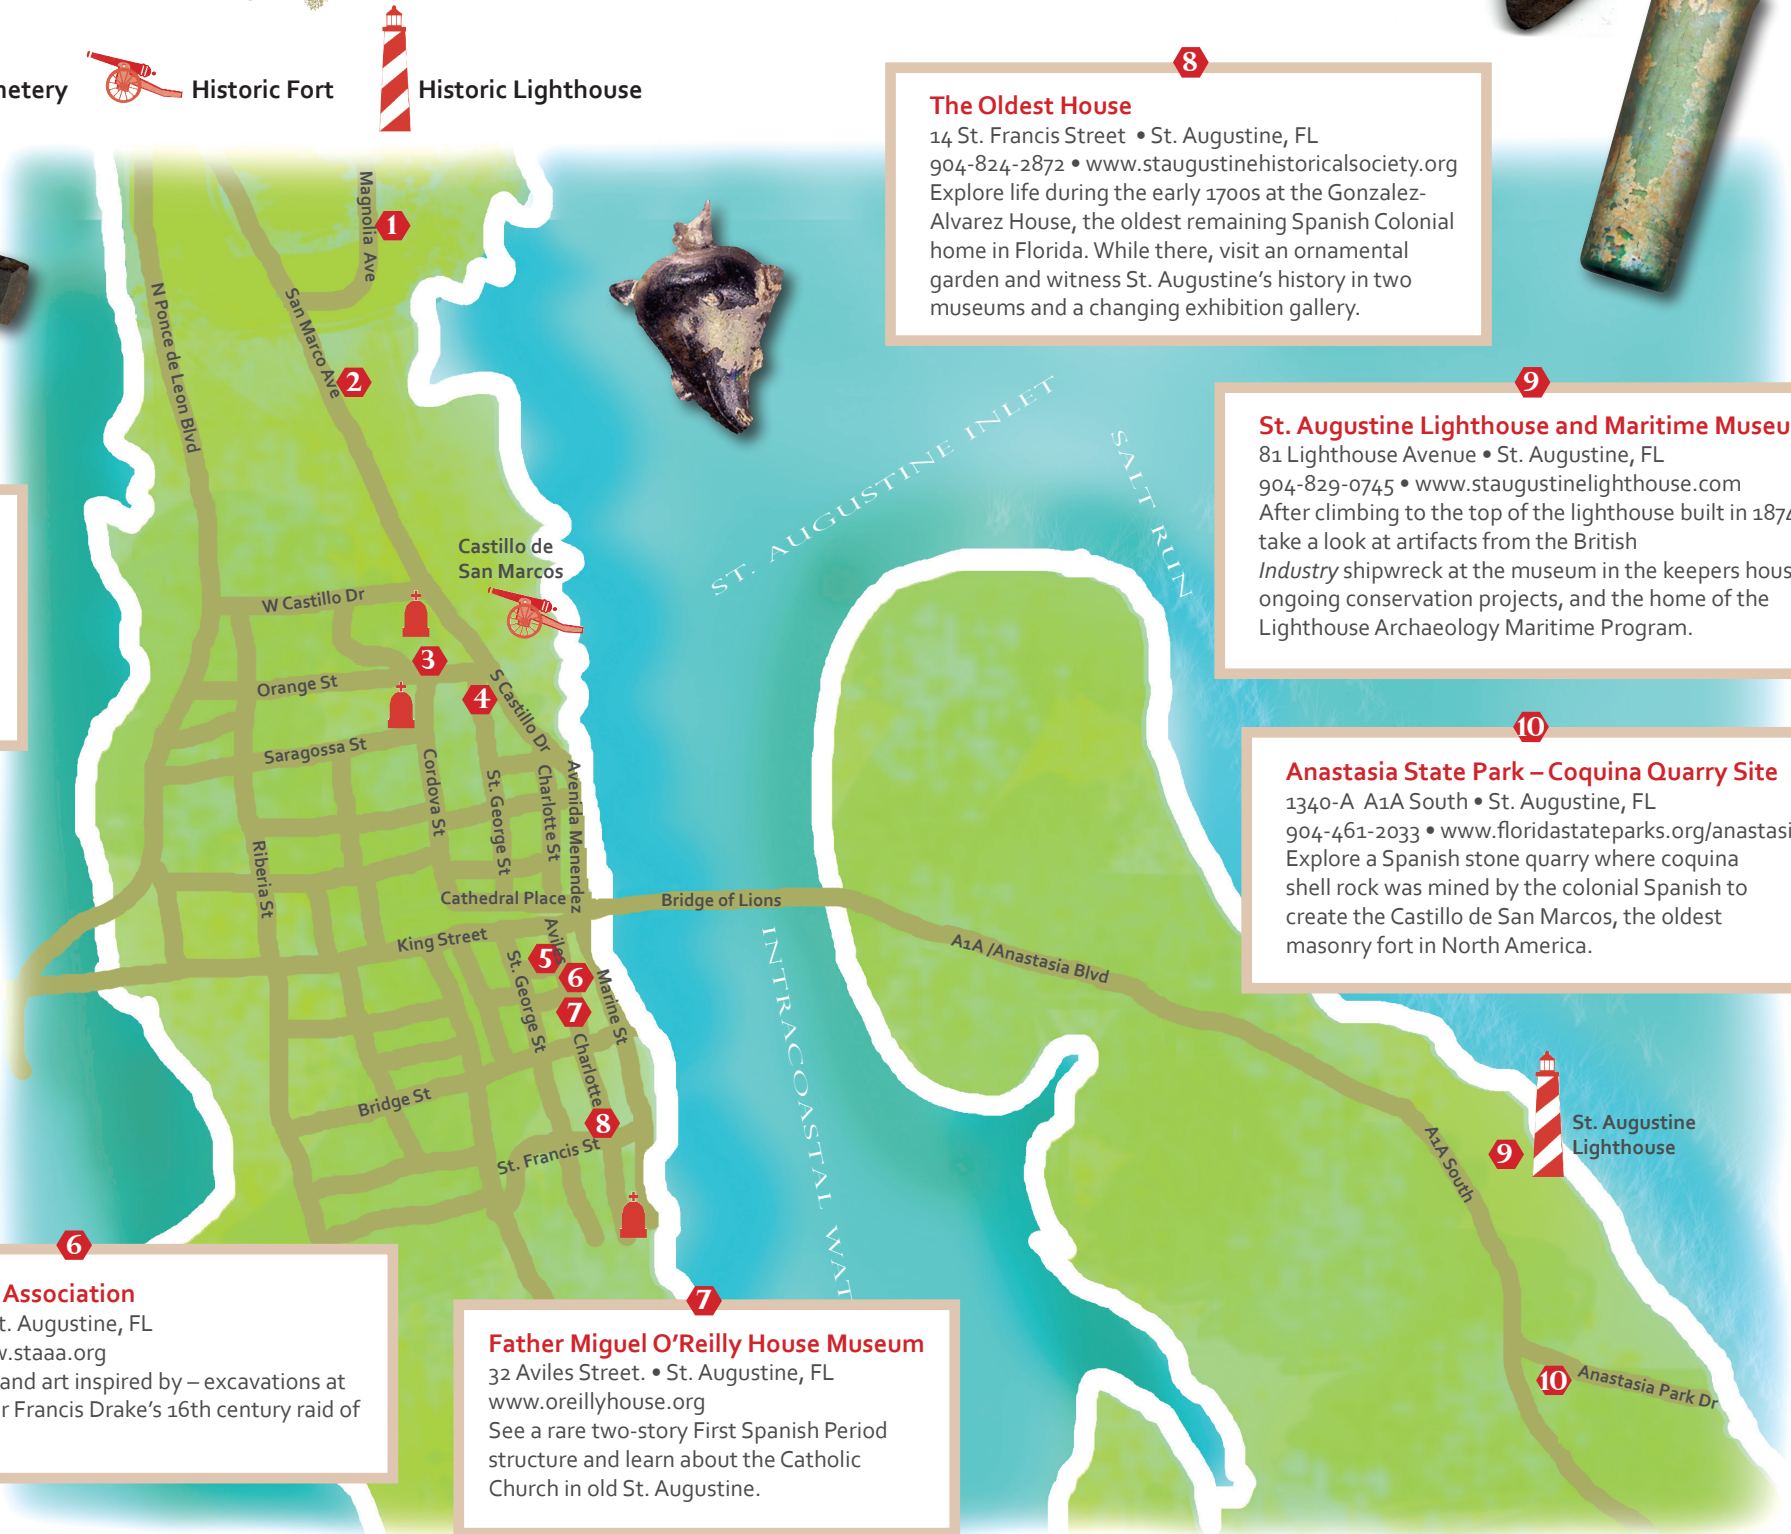 netery
Historic Fort
Historic Lighthouse
8
The Oldest House
14 St. Francis Street • St. Augustine, FL
904-824-2872 • www.staugustinehistoricalsociety.org
Explore life during the early 1700s at the Gonzalez-
Alvarez House, the oldest remaining Spanish Colonial
home in Florida. While there, visit an ornamental
garden and witness St. Augustine's history in two
museums and a changing exhibition gallery.
9
St. Augustine Lighthouse and Maritime Museu
81 Lighthouse Avenue • St. Augustine, FL
904-829-0745 • www.staugustinelighthouse.com
After climbing to the top of the lighthouse built in 1874
take a look at artifacts from the British
Industry shipwreck at the museum in the keepers hous
ongoing conservation projects, and the home of the
Lighthouse Archaeology Maritime Program.
10
Anastasia State Park – Coquina Quarry Site
1340-A A1A South • St. Augustine, FL
904-461-2033 • www.floridastateparks.org/anastasi
Explore a Spanish stone quarry where coquina
shell rock was mined by the colonial Spanish to
create the Castillo de San Marcos, the oldest
masonry fort in North America.
Magnolia Ave
1
N Ponce de Leon Blvd
San Marco Ave
2
ST. AUGUSTINE INLET
SALT RUN
Castillo de
San Marcos
W Castillo Dr
3
Orange St
4
S Castillo Dr
Saragossa St
Cordova St
St. George St
Charlotte St
Avenida Menendez
Riberia St
Cathedral Place
Bridge of Lions
King Street
Aviles
5
6
7
St. George St
Marine St
Charlotte
INTRACOASTAL WAT
A1A /Anastasia Blvd
Bridge St
8
St. Francis St
A1A South
9
St. Augustine
Lighthouse
10
Anastasia Park Dr
6
Association
t. Augustine, FL
w.staaa.org
and art inspired by – excavations at
r Francis Drake's 16th century raid of
7
Father Miguel O'Reilly House Museum
32 Aviles Street. • St. Augustine, FL
www.oreillyhouse.org
See a rare two-story First Spanish Period
structure and learn about the Catholic
Church in old St. Augustine.